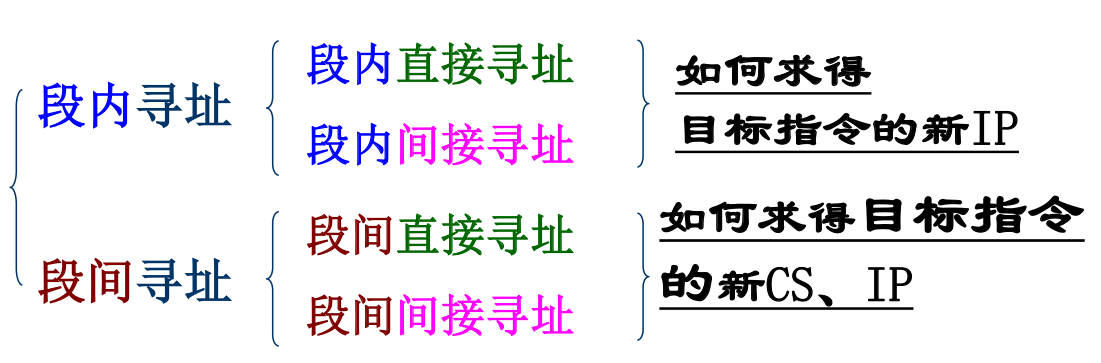 段内寻址
段内直接寻址
段内间接寻址
如何求得
目标指令的新IP
段间寻址
段间直接寻址
段间间接寻址
如何求得目标指令
的新CS、IP